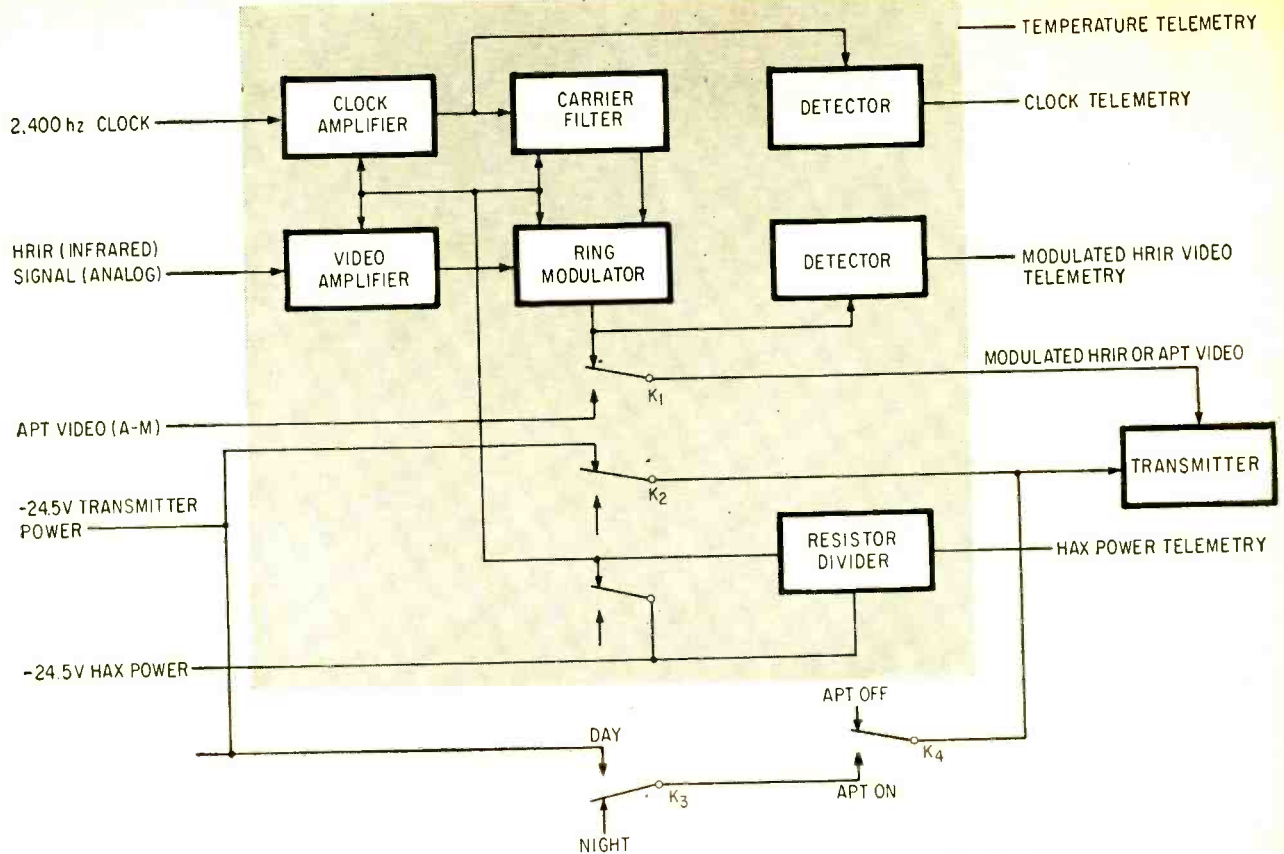 TEMPERATURE TELEMETRY
2,400 hz CLOCK
CLOCK
AMPLIFIER
CARRIER
FILTER
DETECTOR
CLOCK TELEMETRY
HRIR (INFRARED)
SIGNAL (ANALOG)
VIDEO
AMPLIFIER
RING
MODULATOR
DETECTOR
MODULATED HRIR VIDEO
TELEMETRY
MODULATED HRIR OR APT VIDEO
K1
APT VIDEO (A-M)
K2
TRANSMITTER
-24.5V TRANSMITTER
POWER
RESISTOR
DIVIDER
HAX POWER TELEMETRY
-24.5V HAX POWER
APT OFF
DAY
K4
K3
APT ON
NIGHT